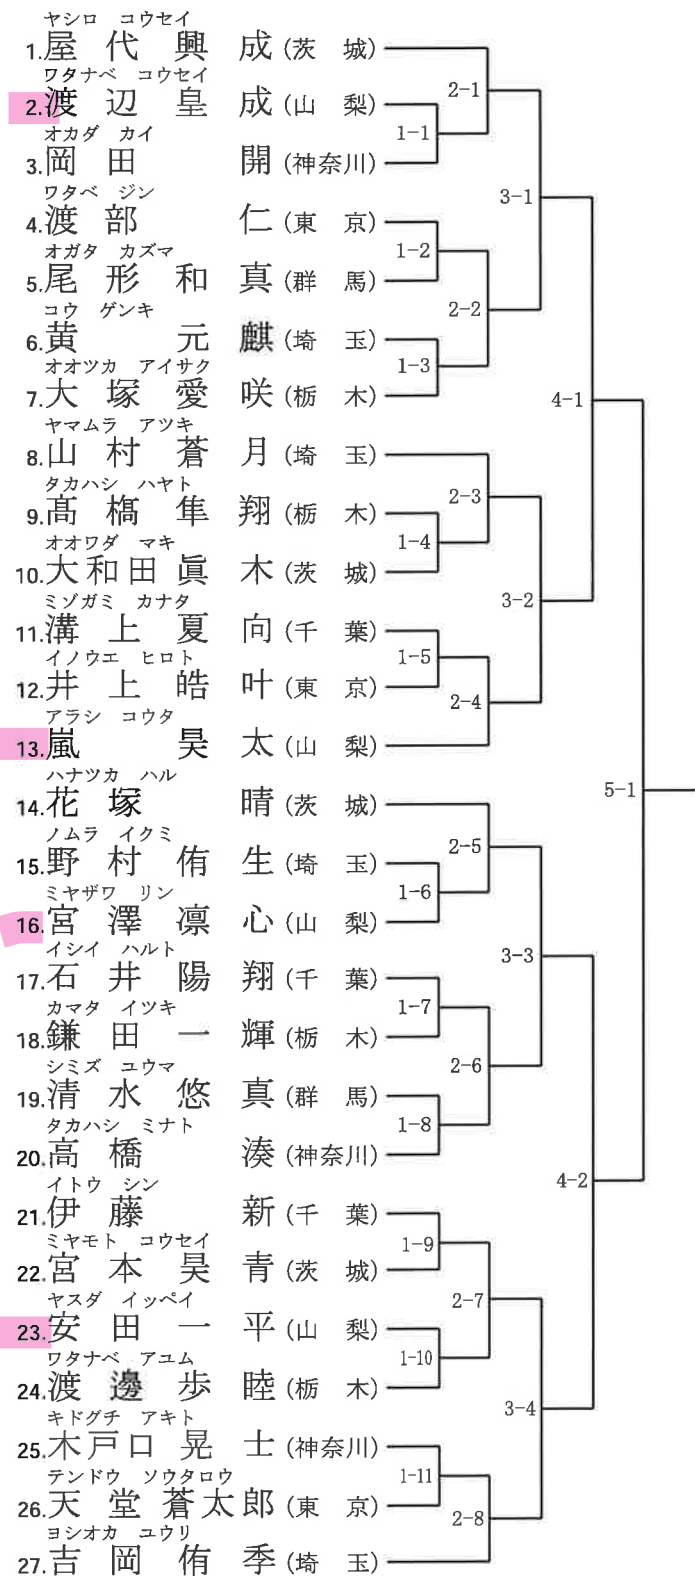 ヤシロ コウセイ
1.屋代興成(茨城)
ワタナベ コウセイ
2.渡辺皇成(山梨)
オカダ カイ
3.岡田開(神奈川)
ワタベ ジン
4.渡部仁(東京)
オガタ カズマ
5.尾形和真(群馬)
コウ ゲンキ
6.黄元麒(埼玉)
オオツカ アイサク
7.大塚愛咲(栃木)
ヤマムラ アツキ
8.山村蒼月(埼玉)
タカハシ ハヤト
9.髙橋隼翔(栃木)
オオワダ マキ
10.大和田眞木(茨城)
ミゾガミ カナタ
11.溝上夏向(千葉)
イノウエ ヒロト
12.井上皓叶(東京)
アラシ コウタ
13.嵐昊太(山梨)
ハナツカ ハル
14.花塚晴(茨城)
ノムラ イクミ
15.野村侑生(埼玉)
ミヤザワ リン
16.宮澤凛心(山梨)
イシイ ハルト
17.石井陽翔(千葉)
カマタ イツキ
18.鎌田一輝(栃木)
シミズ ユウマ
19.清水悠真(群馬)
タカハシ ミナト
20.高橋湊(神奈川)
イトウ シン
21.伊藤新(千葉)
ミヤモト コウセイ
22.宮本昊青(茨城)
ヤスダ イッペイ
23.安田一平(山梨)
ワタナベ アユム
24.渡邊歩睦(栃木)
キドグチ アキト
25.木戸口晃士(神奈川)
テンドウ ソウタロウ
26.天堂蒼太郎(東京)
ヨシオカ ユウリ
27.吉岡侑季(埼玉)
1-1
1-2
1-3
1-4
1-5
1-6
1-7
1-8
1-9
1-10
1-11
2-1
2-2
2-3
2-4
2-5
2-6
2-7
2-8
3-1
3-2
3-3
3-4
4-1
4-2
5-1